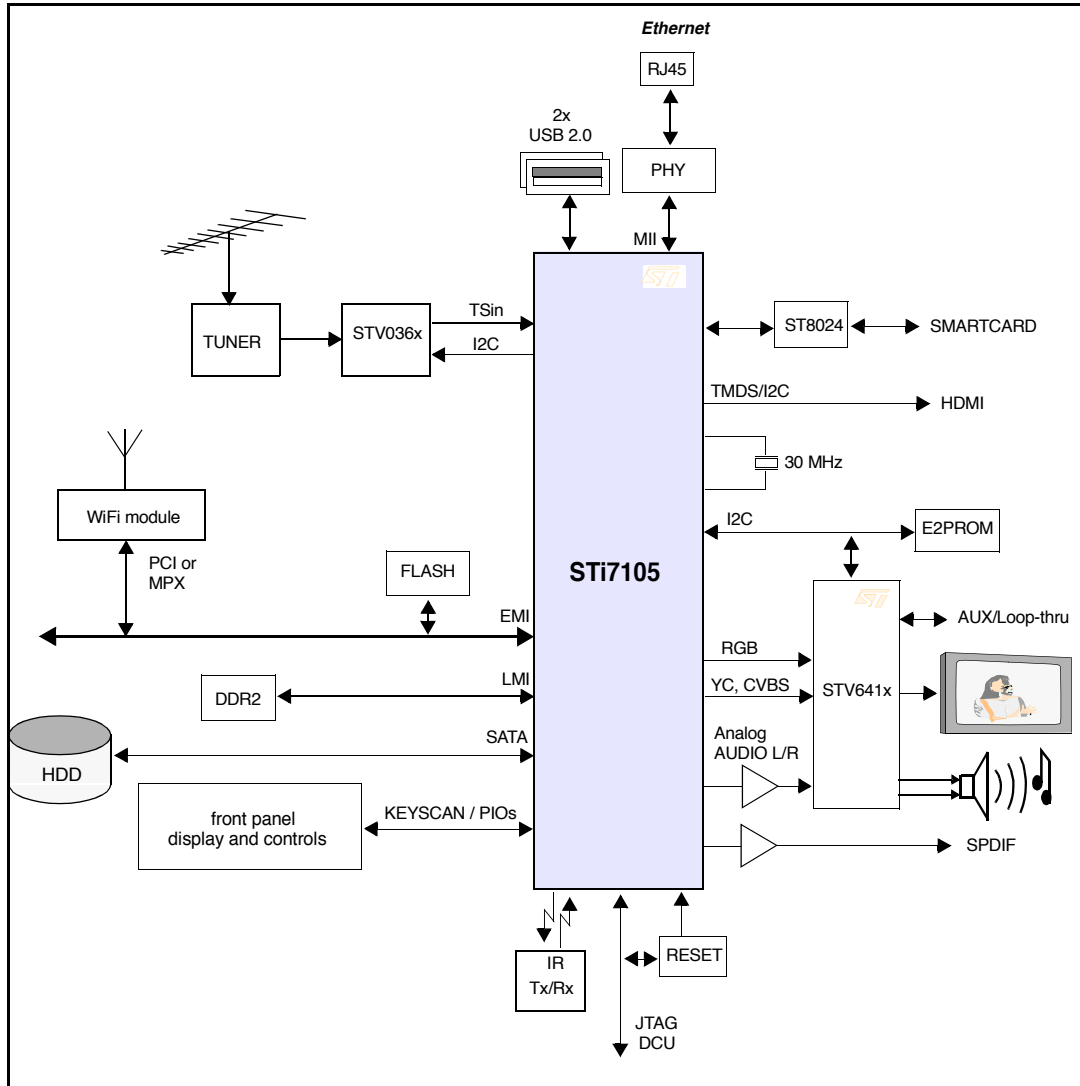 Ethernet
RJ45
2x
USB 2.0
PHY
MII
TUNER
STV036x
TSin
I2C
ST8024
SMARTCARD
TMDS/I2C
HDMI
30 MHz
WiFi module
PCI or
MPX
FLASH
STi7105
I2C
E2PROM
EMI
AUX/Loop-thru
RGB
LMI
YC, CVBS
STV641x
DDR2
SATA
Analog
AUDIO L/R
HDD
KEYSCAN / PIOs
front panel
display and controls
SPDIF
IR
Tx/Rx
RESET
JTAG
DCU
ST
ST